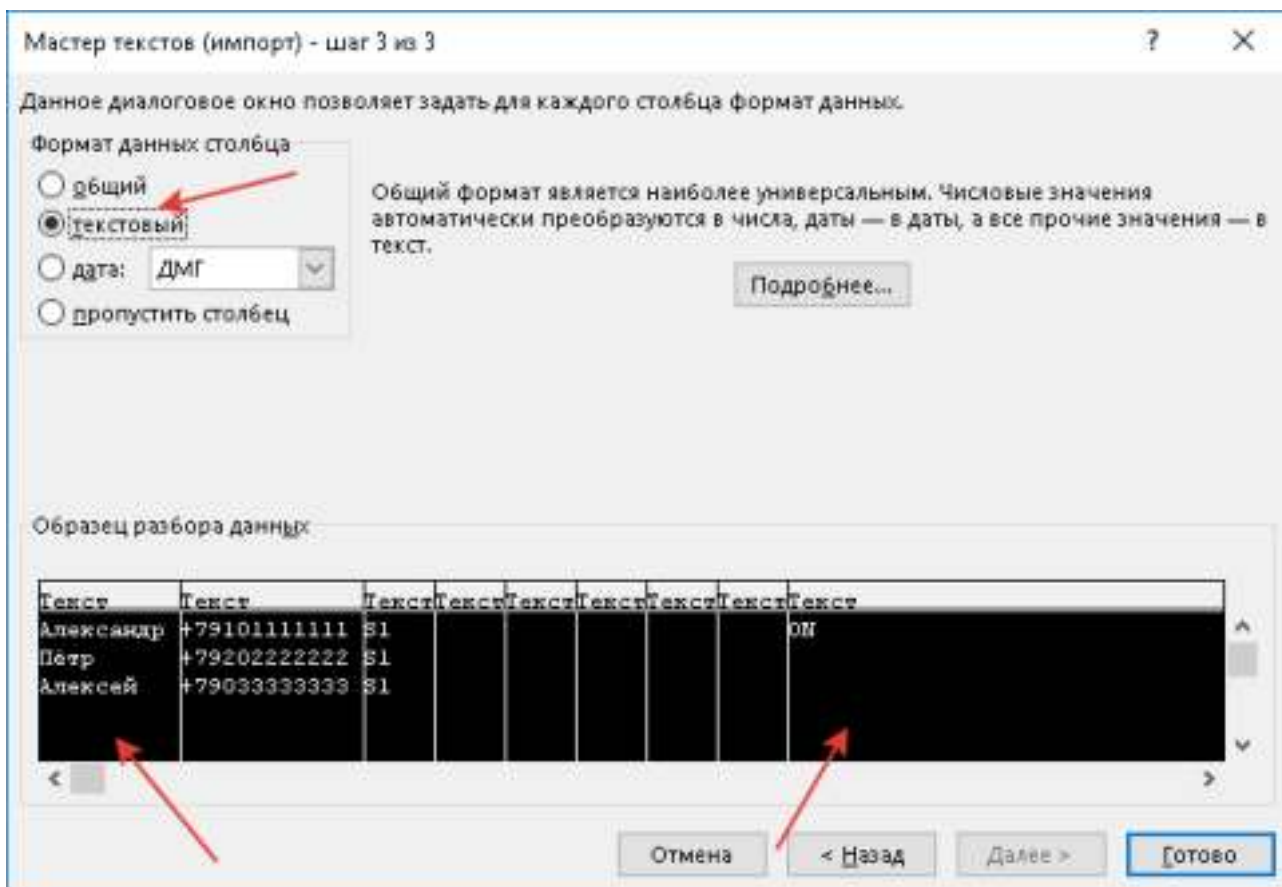 Мастер текстов (импорт) - шаг 3 из 3
?
Данное диалоговое окно позволяет задать для каждого столбца формат данных.
Формат данных столбца
общий
текстовый
дата: ДМГ
пропустить столбец
Общий формат является наиболее универсальным. Числовые значения
автоматически преобразуются в числа, даты — в даты, а все прочие значения — в
текст.
Подробнее...
Образец разбора данных
Текст Текст Текст Текст Текст Текст Текст Текст Текст
Александр +79101111111 S1 ON
Пётр +79202222222 S1
Алексей +79033333333 S1
Отмена
< Назад
Далее >
Готово